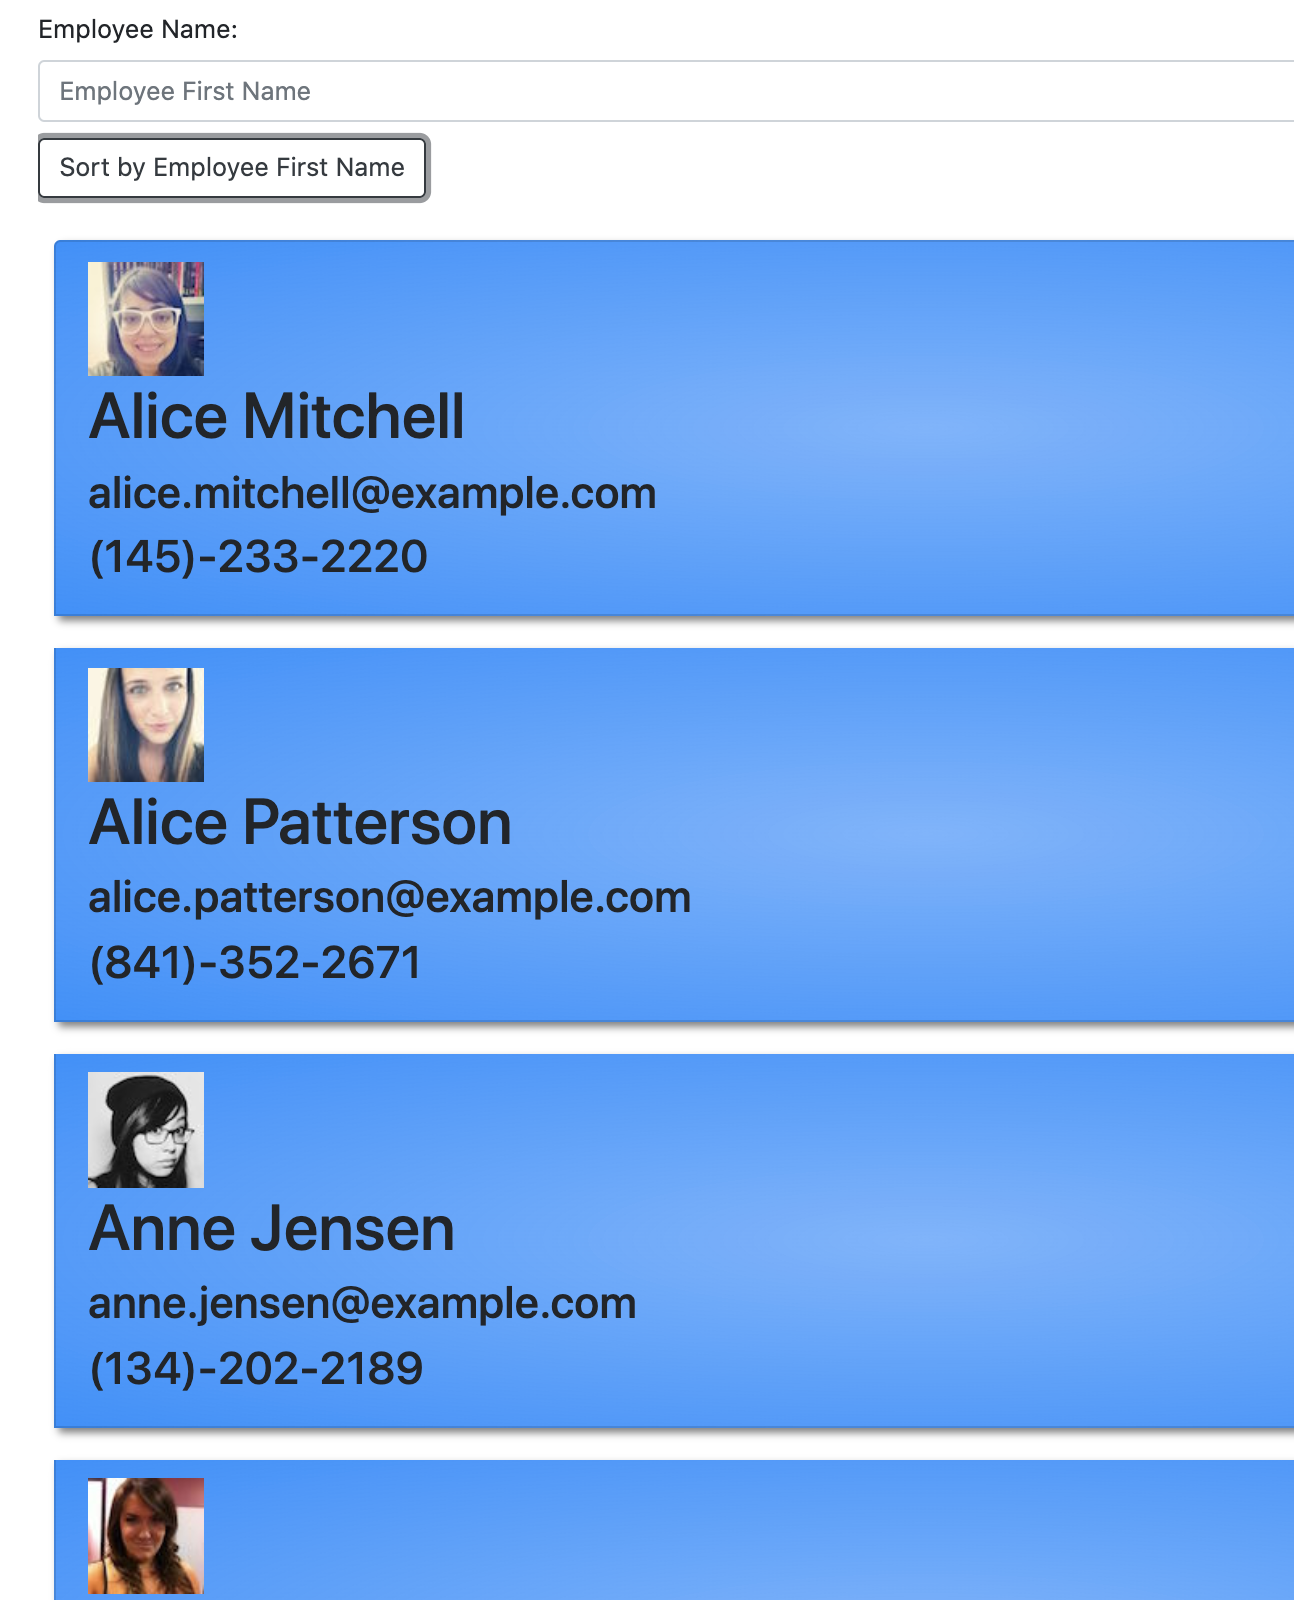 Employee Name:
Employee First Name
Sort by Employee First Name
Alice Mitchell
alice.mitchell@example.com
(145)-233-2220
Alice Patterson
alice.patterson@example.com
(841)-352-2671
Anne Jensen
anne.jensen@example.com
(134)-202-2189